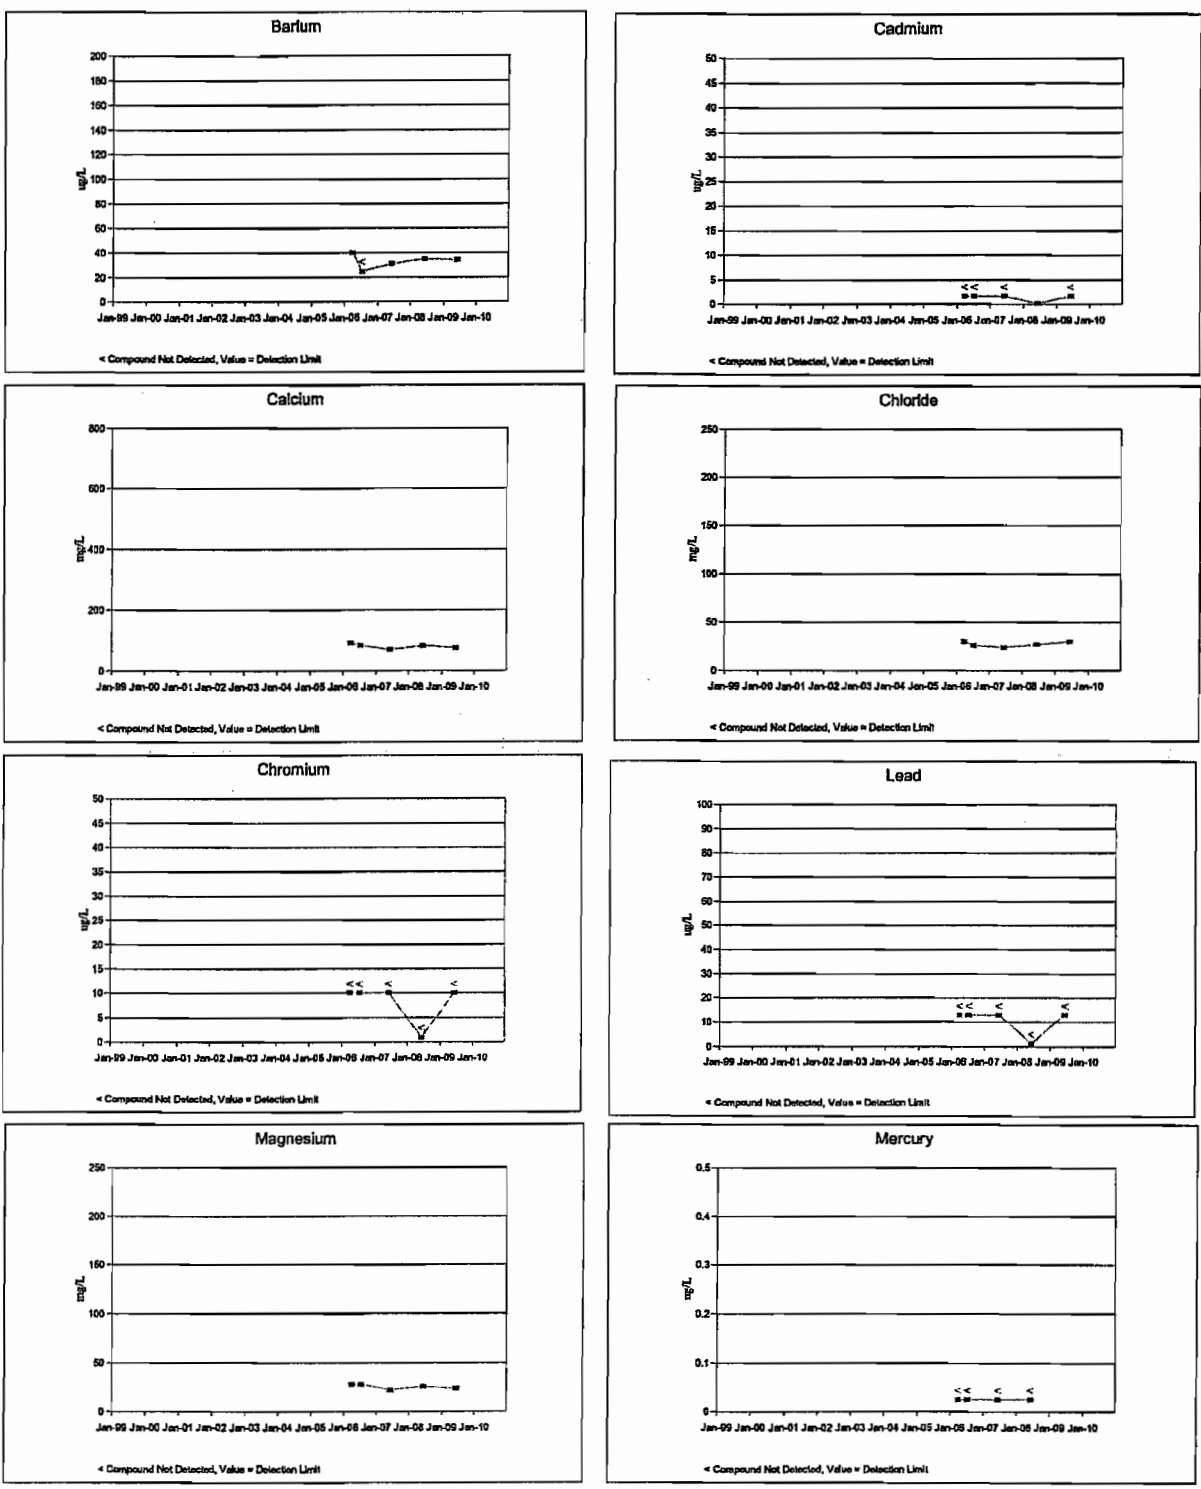 Barium
200
180
160
140
120
100
80
60
40
20
0
ug/L
<
Jan-99 Jan-00 Jan-01 Jan-02 Jan-03 Jan-04 Jan-05 Jan-06 Jan-07 Jan-08 Jan-09 Jan-10
< Compound Not Detected, Value = Detection Limit
Cadmium
50
45
40
35
30
25
20
15
10
5
0
ug/L
< < < <
Jan-99 Jan-00 Jan-01 Jan-02 Jan-03 Jan-04 Jan-05 Jan-06 Jan-07 Jan-08 Jan-09 Jan-10
< Compound Not Detected, Value = Detection Limit
Calcium
800
600
400
200
0
mg/L
Jan-99 Jan-00 Jan-01 Jan-02 Jan-03 Jan-04 Jan-05 Jan-06 Jan-07 Jan-08 Jan-09 Jan-10
< Compound Not Detected, Value = Detection Limit
Chloride
250
200
150
100
50
0
mg/L
Jan-99 Jan-00 Jan-01 Jan-02 Jan-03 Jan-04 Jan-05 Jan-06 Jan-07 Jan-08 Jan-09 Jan-10
< Compound Not Detected, Value = Detection Limit
Chromium
50
45
40
35
30
25
20
15
10
5
0
ug/L
< < < < <
Jan-99 Jan-00 Jan-01 Jan-02 Jan-03 Jan-04 Jan-05 Jan-06 Jan-07 Jan-08 Jan-09 Jan-10
< Compound Not Detected, Value = Detection Limit
Lead
100
90
80
70
60
50
40
30
20
10
0
ug/L
< < < < <
Jan-99 Jan-00 Jan-01 Jan-02 Jan-03 Jan-04 Jan-05 Jan-06 Jan-07 Jan-08 Jan-09 Jan-10
< Compound Not Detected, Value = Detection Limit
Magnesium
250
200
150
100
50
0
mg/L
Jan-99 Jan-00 Jan-01 Jan-02 Jan-03 Jan-04 Jan-05 Jan-06 Jan-07 Jan-08 Jan-09 Jan-10
< Compound Not Detected, Value = Detection Limit
Mercury
0.5
0.4
0.3
0.2
0.1
0
ug/L
< < < <
Jan-99 Jan-00 Jan-01 Jan-02 Jan-03 Jan-04 Jan-05 Jan-06 Jan-07 Jan-08 Jan-09 Jan-10
< Compound Not Detected, Value = Detection Limit